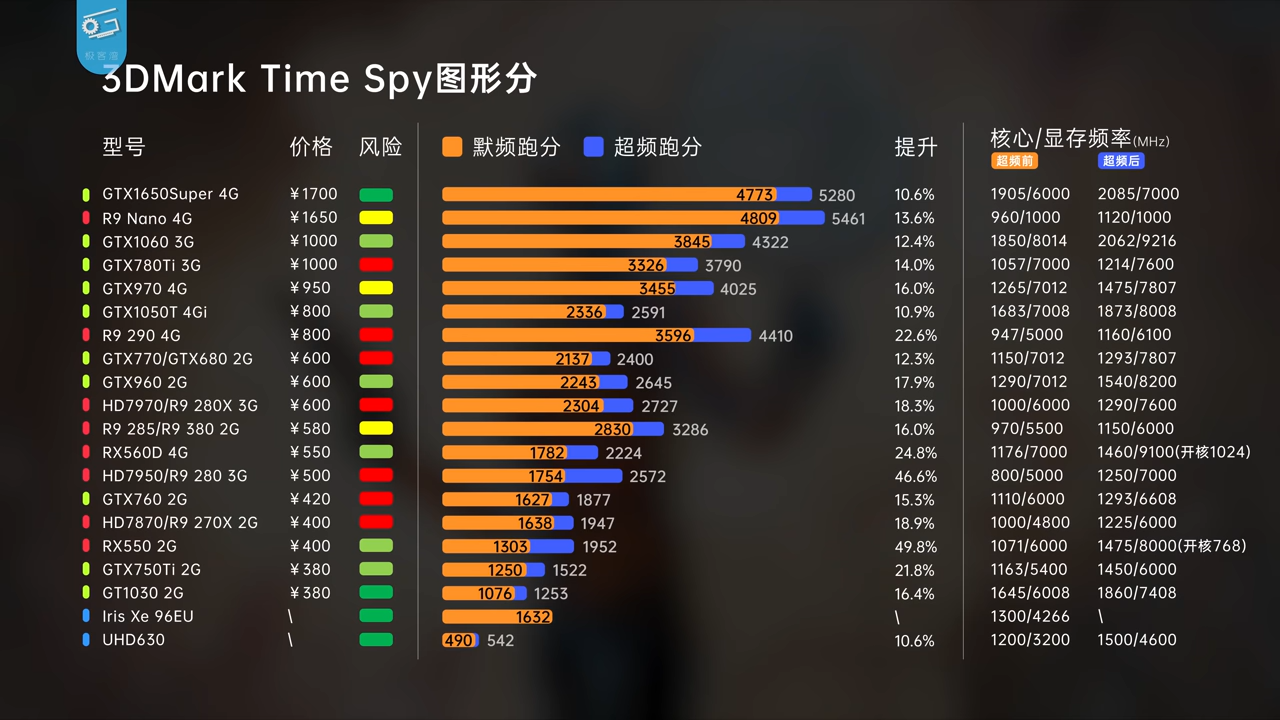 极客湾
3DMark Time Spy图形分
型号 价格 风险 默频跑分 超频跑分 提升 核心/显存频率(MHz)
超频前 超频后
GTX1650Super 4G ¥1700 4773 5280 10.6% 1905/6000 2085/7000
R9 Nano 4G ¥1650 4809 5461 13.6% 960/1000 1120/1000
GTX1060 3G ¥1000 3845 4322 12.4% 1850/8014 2062/9216
GTX780Ti 3G ¥1000 3326 3790 14.0% 1057/7000 1214/7600
GTX970 4G ¥950 3455 4025 16.0% 1265/7012 1475/7807
GTX1050T 4Gi ¥800 2336 2591 10.9% 1683/7008 1873/8008
R9 290 4G ¥800 3596 4410 22.6% 947/5000 1160/6100
GTX770/GTX680 2G ¥600 2137 2400 12.3% 1150/7012 1293/7807
GTX960 2G ¥600 2243 2645 17.9% 1290/7012 1540/8200
HD7970/R9 280X 3G ¥600 2304 2727 18.3% 1000/6000 1290/7600
R9 285/R9 380 2G ¥580 2830 3286 16.0% 970/5500 1150/6000
RX560D 4G ¥550 1782 2224 24.8% 1176/7000 1460/9100(开核1024)
HD7950/R9 280 3G ¥500 1754 2572 46.6% 800/5000 1250/7000
GTX760 2G ¥420 1627 1877 15.3% 1110/6000 1293/6608
HD7870/R9 270X 2G ¥400 1638 1947 18.9% 1000/4800 1225/6000
RX550 2G ¥400 1303 1952 49.8% 1071/6000 1475/8000(开核768)
GTX750Ti 2G ¥380 1250 1522 21.8% 1163/5400 1450/6000
GT1030 2G ¥380 1076 1253 16.4% 1645/6008 1860/7408
Iris Xe 96EU \ 1632 \ 1300/4266 \
UHD630 \ 490 542 10.6% 1200/3200 1500/4600